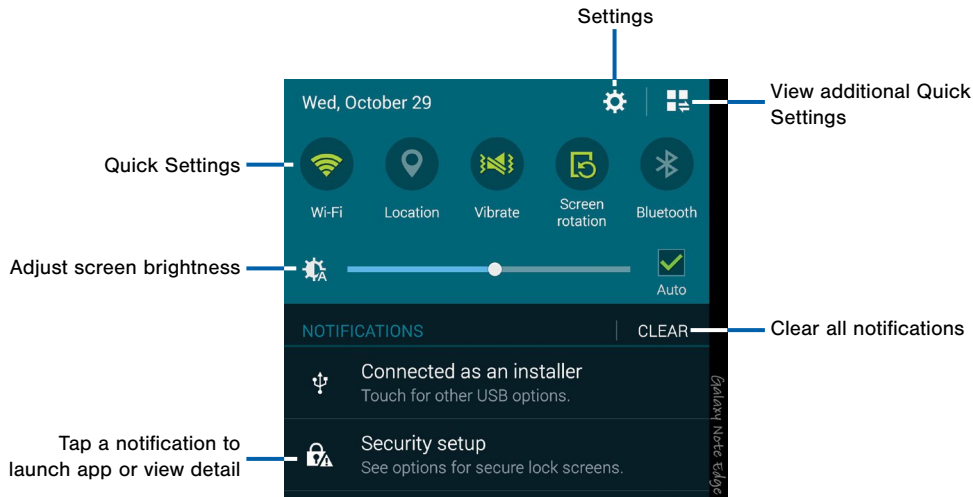 Settings
Wed, October 29
View additional Quick
Settings
Quick Settings
Wi-Fi
Location
Vibrate
Screen
rotation
Bluetooth
Adjust screen brightness
A
Auto
NOTIFICATIONS
CLEAR
Clear all notifications
Connected as an installer
Touch for other USB options.
Tap a notification to
launch app or view detail
Security setup
See options for secure lock screens.
Galaxy Note Edge